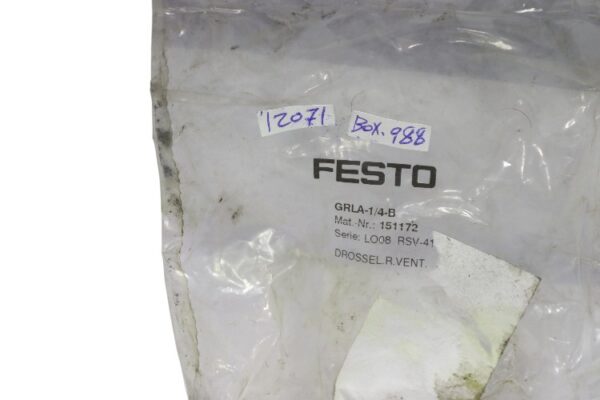 12071 Box.988
FESTO
GRLA-1/4-B
Mat.-Nr.: 151172
Serie: LO08 RSV-41
DROSSEL.R.VENT.